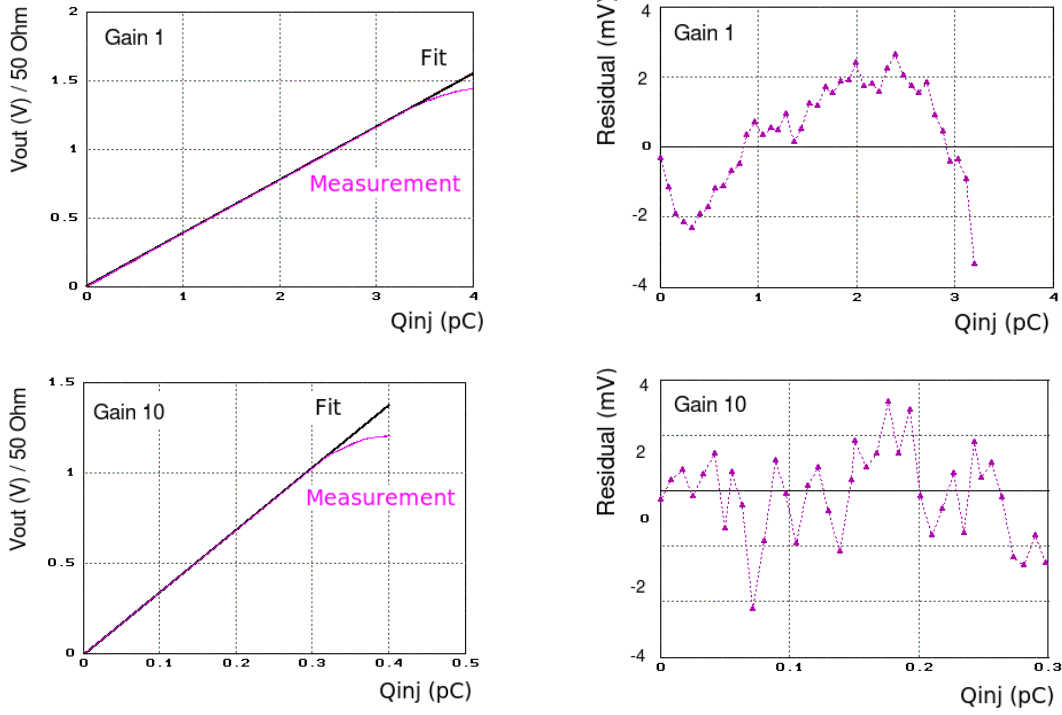 Vout (V) / 50 Ohm
2
1.5
1
0.5
0
Gain 1
Fit
Measurement
0 1 2 3 4
Qinj (pC)
Residual (mV)
4
2
0
-2
-4
Gain 1
0 1 2 3 4
Qinj (pC)
Vout (V) / 50 Ohm
1.5
1
0.5
0
Gain 10
Fit
Measurement
0 0.1 0.2 0.3 0.4 0.5
Qinj (pC)
Residual (mV)
4
2
0
-2
-4
Gain 10
0 0.1 0.2 0.3
Qinj (pC)